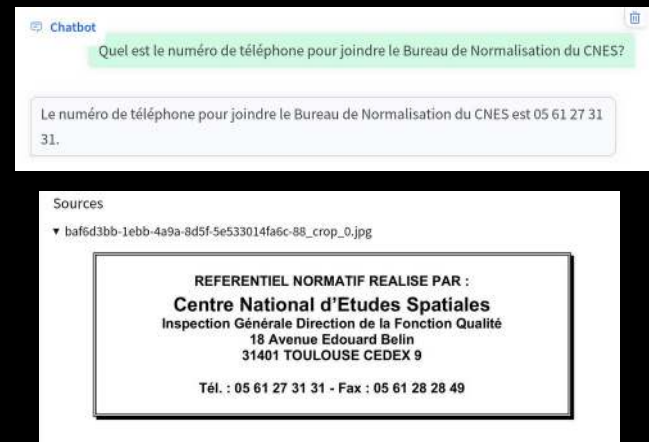 Chatbot
Quel est le numéro de téléphone pour joindre le Bureau de Normalisation du CNES?
Le numéro de téléphone pour joindre le Bureau de Normalisation du CNES est 05 61 27 31
31.
Sources
▼ baf6d3bb-1ebb-4a9a-8d5f-5e533014fa6c-88_crop_0.jpg
REFERENTIEL NORMATIF REALISE PAR :
Centre National d'Etudes Spatiales
Inspection Générale Direction de la Fonction Qualité
18 Avenue Edouard Belin
31401 TOULOUSE CEDEX 9
Tél. : 05 61 27 31 31 - Fax : 05 61 28 28 49